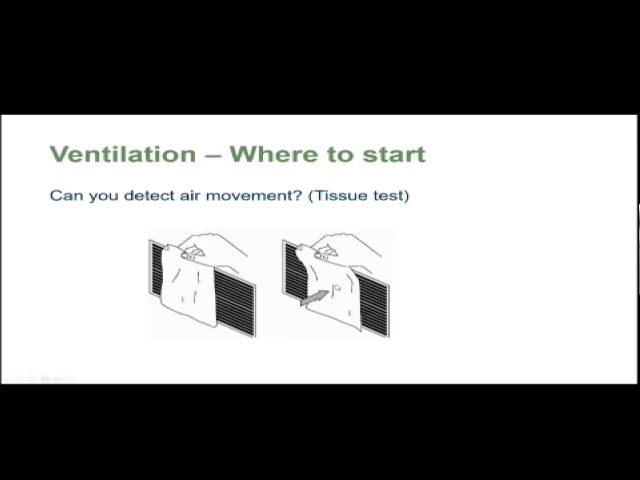 Ventilation – Where to start
Can you detect air movement? (Tissue test)